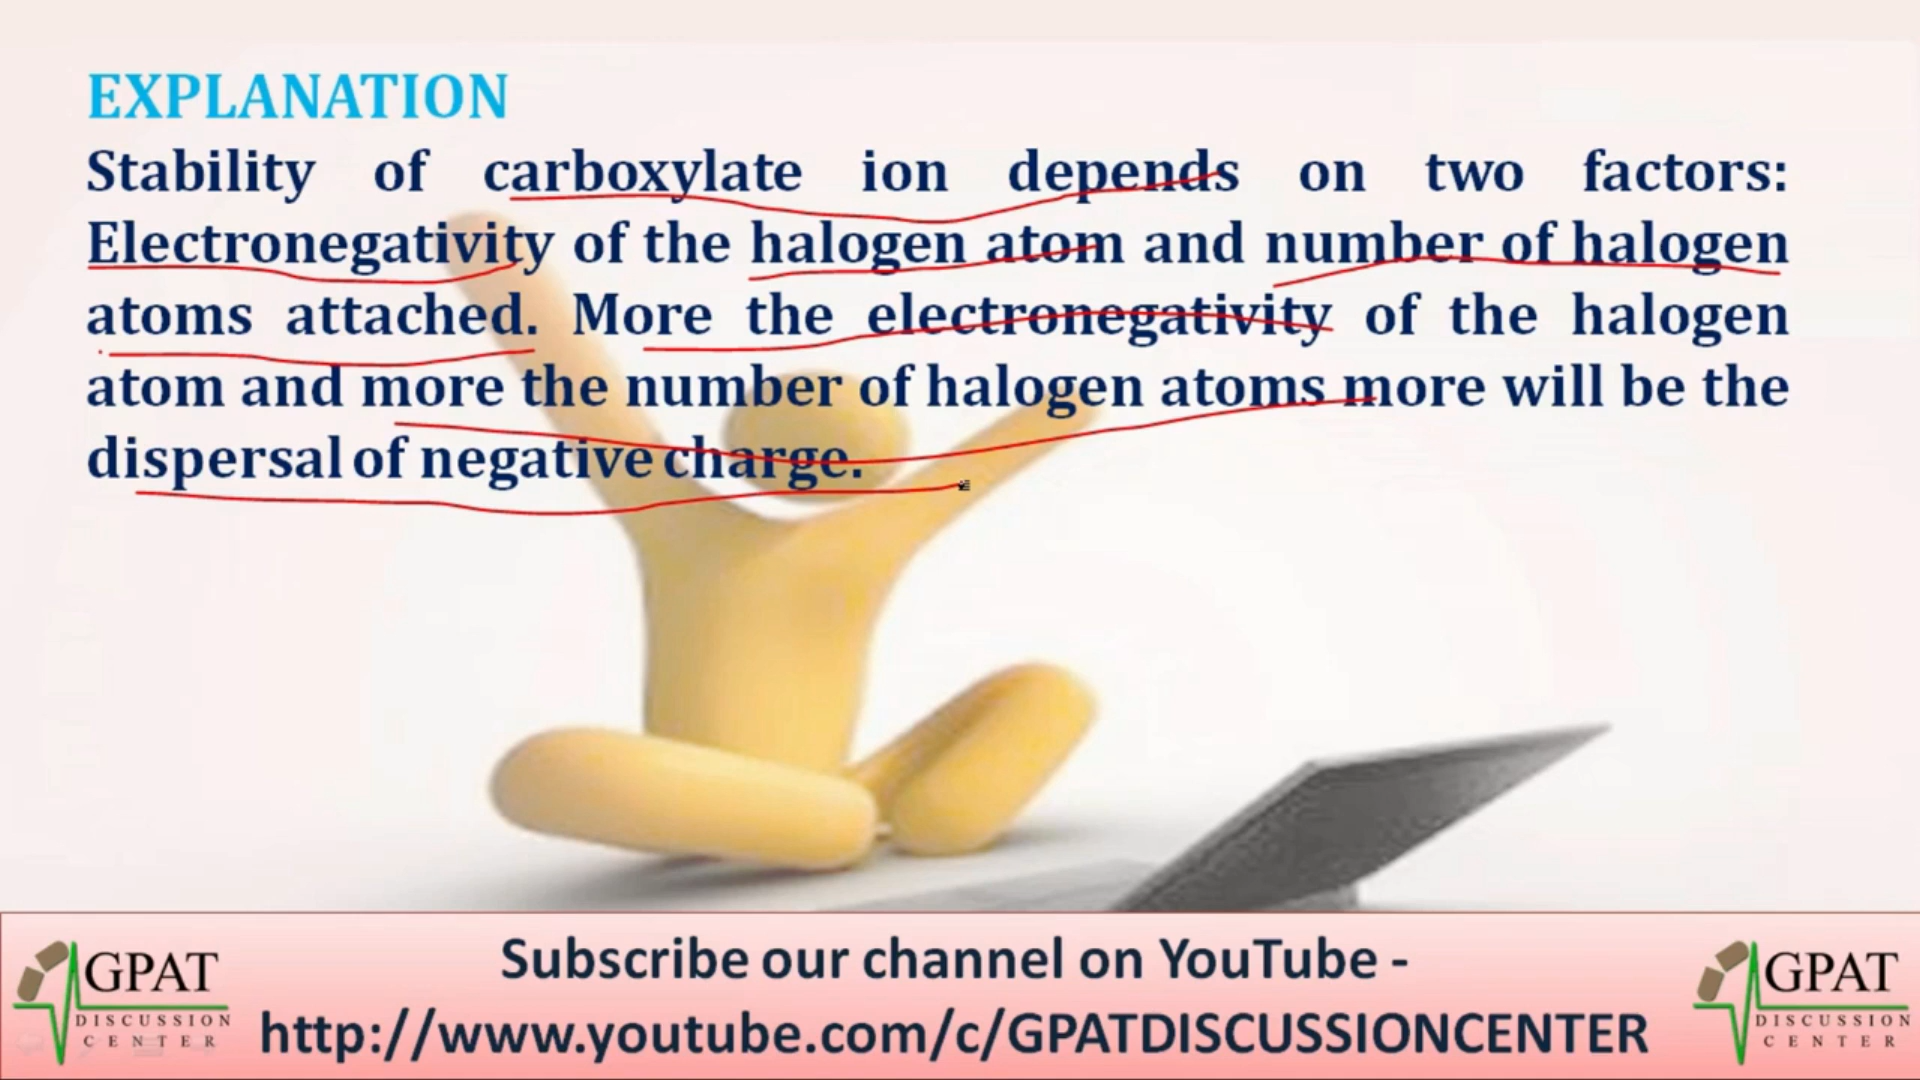 EXPLANATION
Stability of carboxylate ion depends on two factors:
Electronegativity of the halogen atom and number of halogen
atoms attached. More the electronegativity of the halogen
atom and more the number of halogen atoms more will be the
dispersal of negative charge.
GPAT
DISCUSSION
CENTER
Subscribe our channel on YouTube -
http://www.youtube.com/c/GPATDISCUSSIONCENTER
GPAT
DISCUSSION
CENTER